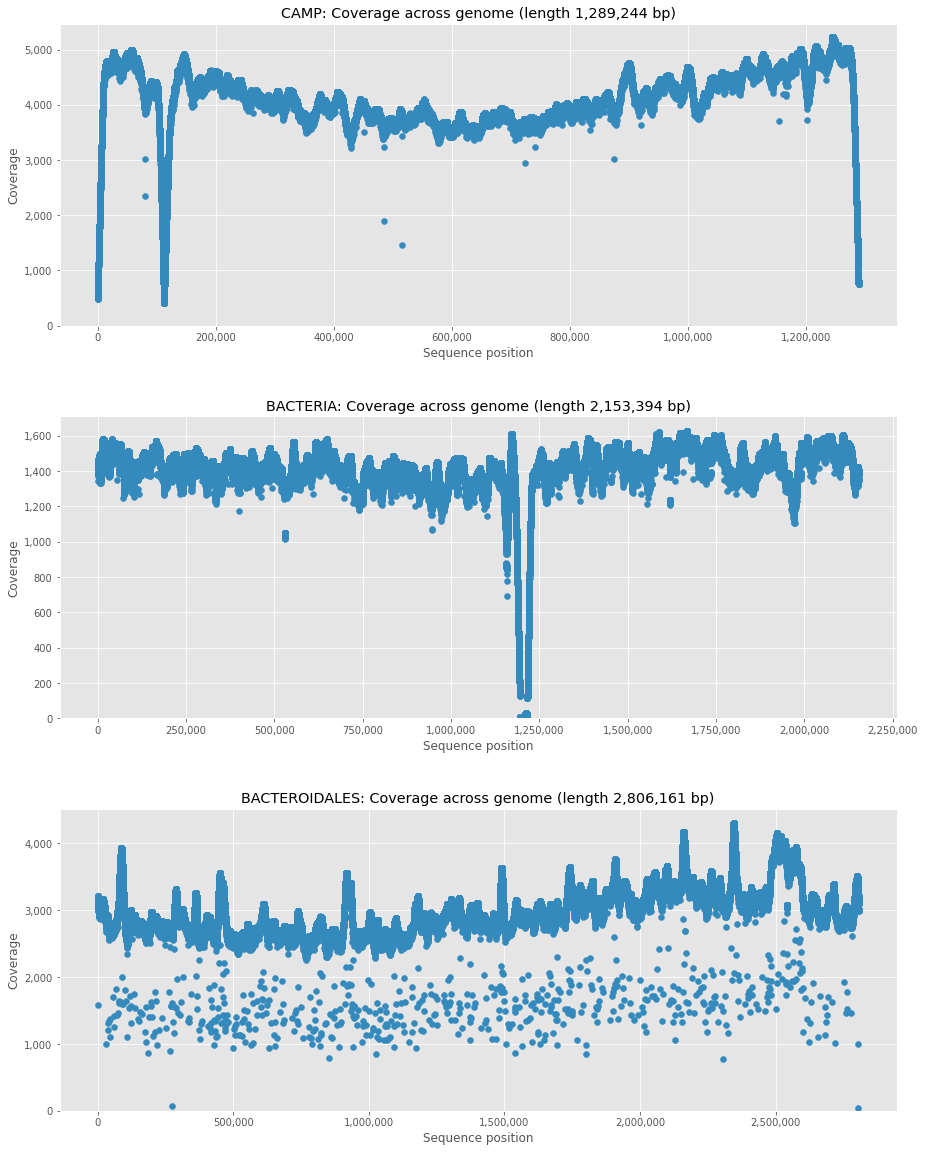 CAMP: Coverage across genome (length 1,289,244 bp)
5,000
4,000
3,000
2,000
1,000
0
Coverage
0 200,000 400,000 600,000 800,000 1,000,000 1,200,000
Sequence position
BACTERIA: Coverage across genome (length 2,153,394 bp)
1,600
1,400
1,200
1,000
800
600
400
200
0
Coverage
0 250,000 500,000 750,000 1,000,000 1,250,000 1,500,000 1,750,000 2,000,000 2,250,000
Sequence position
BACTEROIDALES: Coverage across genome (length 2,806,161 bp)
4,000
3,000
2,000
1,000
0
Coverage
0 500,000 1,000,000 1,500,000 2,000,000 2,500,000
Sequence position